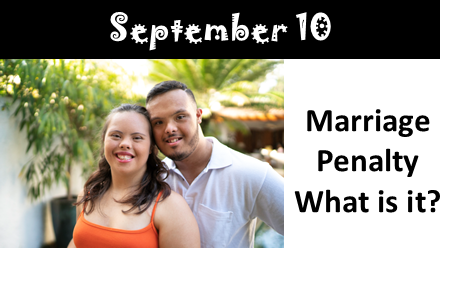 September 10
Marriage
Penalty
What is it?